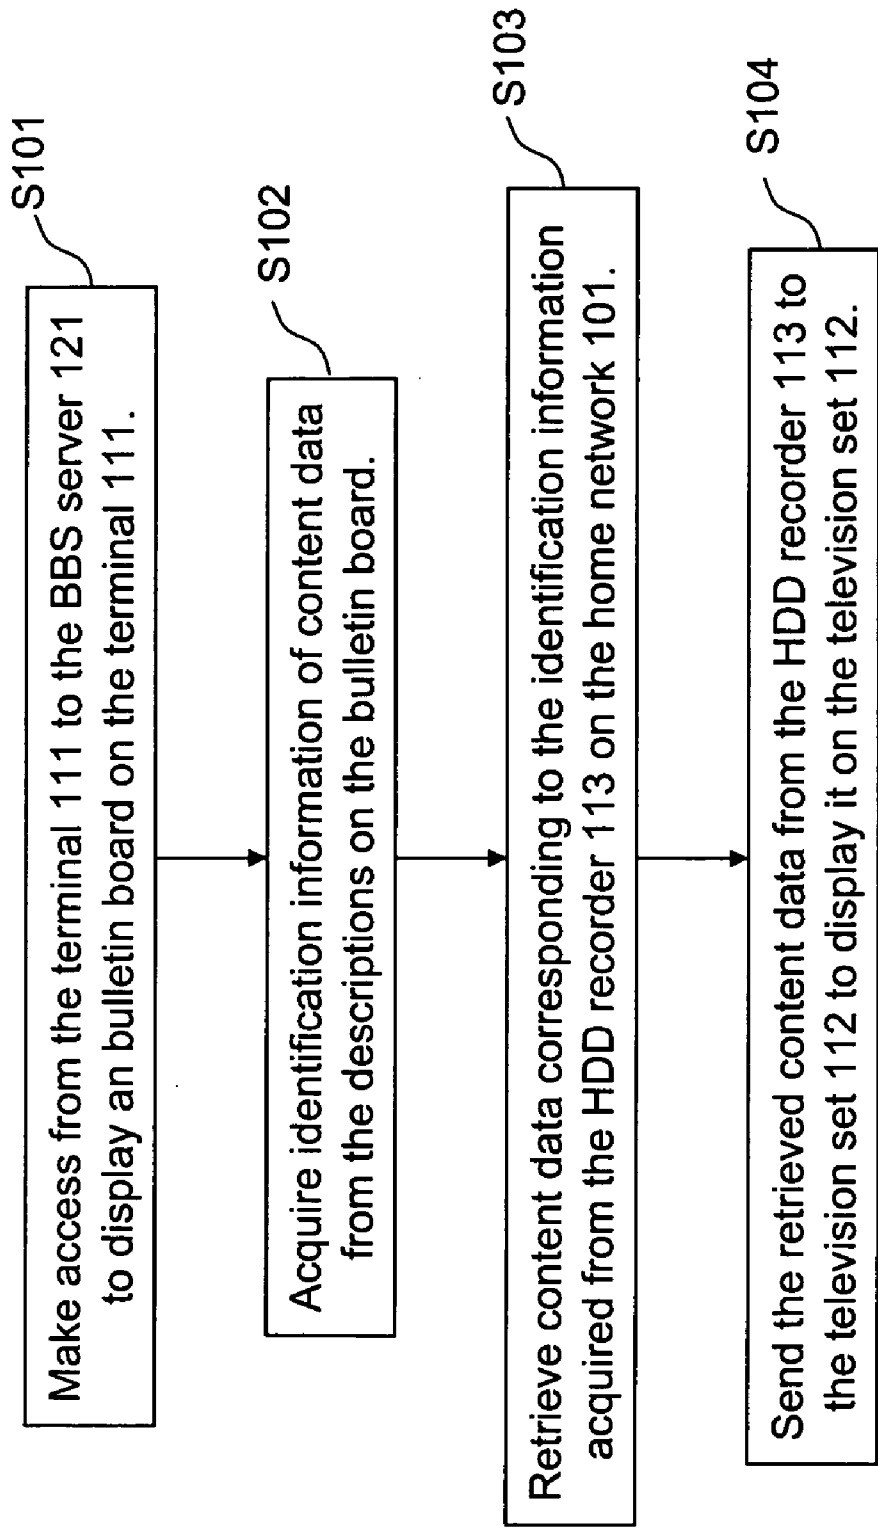 S101
Make access from the terminal 111 to the BBS server 121
to display an bulletin board on the terminal 111.
S102
Acquire identification information of content data
from the descriptions on the bulletin board.
S103
Retrieve content data corresponding to the identification information
acquired from the HDD recorder 113 on the home network 101.
S104
Send the retrieved content data from the HDD recorder 113 to
the television set 112 to display it on the television set 112.